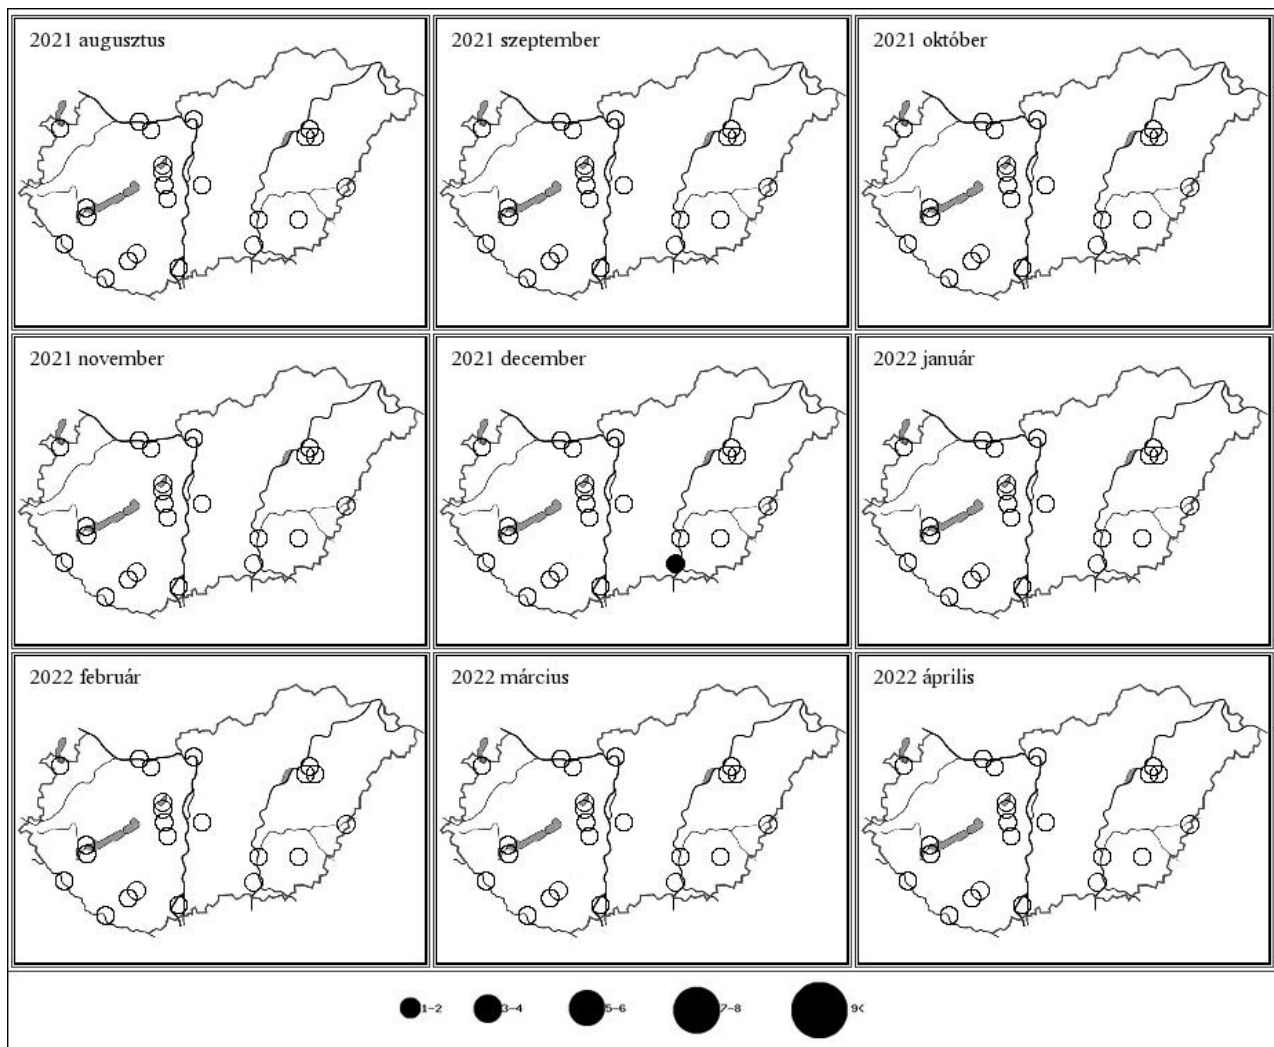 2021 augusztus
2021 szeptember
2021 október
2021 november
2021 december
2022 január
2022 február
2022 március
2022 április
1-2
3-4
5-6
7-8
9<